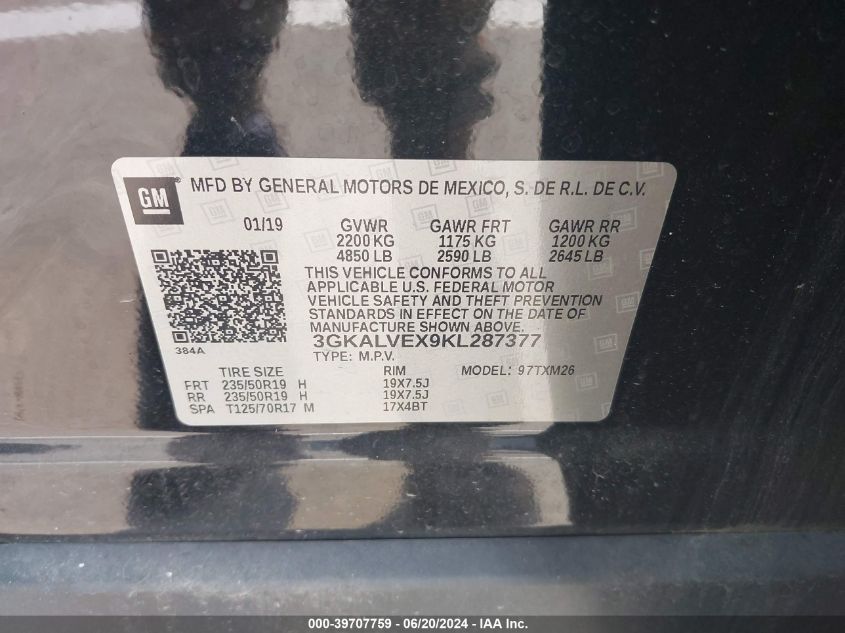 GM ® MFD BY GENERAL MOTORS DE MEXICO, S. DE R.L. DE C.V.
01/19 GVWR GAWR FRT GAWR RR
2200 KG 1175 KG 1200 KG
4850 LB 2590 LB 2645 LB
THIS VEHICLE CONFORMS TO ALL
APPLICABLE U.S. FEDERAL MOTOR
VEHICLE SAFETY AND THEFT PREVENTION
STANDARDS IN EFFECT ON THE DATE OF
MANUFACTURE SHOWN ABOVE.
3GKALVEX9KL287377
384A TYPE: M.P.V.
TIRE SIZE RIM MODEL: 97TXM26
FRT 235/50R19 H 19X7.5J
RR 235/50R19 H 19X7.5J
SPA T125/70R17 M 17X4BT
000-39707759 - 06/20/2024 - IAA Inc.